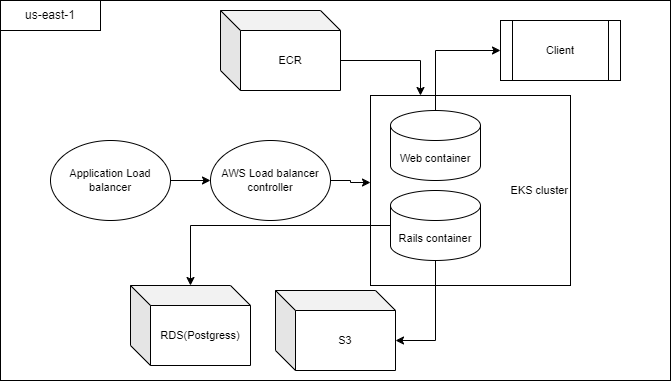 us-east-1
ECR
Client
Web container
Application Load
balancer
AWS Load balancer
controller
EKS cluster
Rails container
RDS(Postgress)
S3